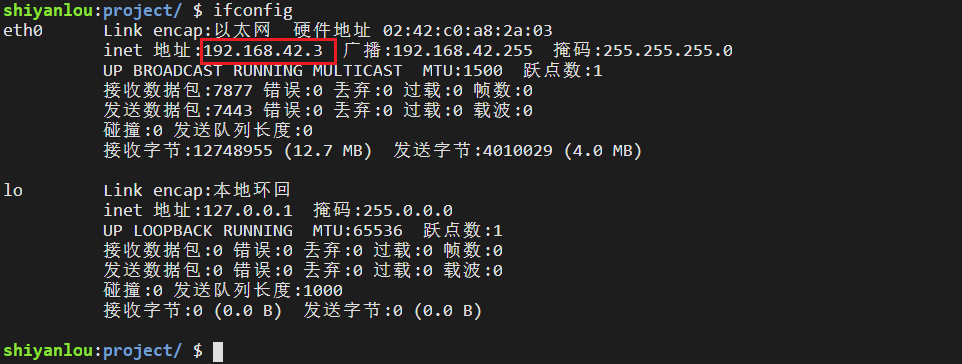 shiyanlou:project/ $ ifconfig
eth0      Link encap:以太网  硬件地址 02:42:c0:a8:2a:03
          inet 地址:192.168.42.3  广播:192.168.42.255  掩码:255.255.255.0
          UP BROADCAST RUNNING MULTICAST  MTU:1500  跃点数:1
          接收数据包:7877 错误:0 丢弃:0 过载:0 帧数:0
          发送数据包:7443 错误:0 丢弃:0 过载:0 载波:0
          碰撞:0 发送队列长度:0
          接收字节:12748955 (12.7 MB)  发送字节:4010029 (4.0 MB)
lo        Link encap:本地环回
          inet 地址:127.0.0.1  掩码:255.0.0.0
          UP LOOPBACK RUNNING  MTU:65536  跃点数:1
          接收数据包:0 错误:0 丢弃:0 过载:0 帧数:0
          发送数据包:0 错误:0 丢弃:0 过载:0 载波:0
          碰撞:0 发送队列长度:1000
          接收字节:0 (0.0 B)  发送字节:0 (0.0 B)
shiyanlou:project/ $